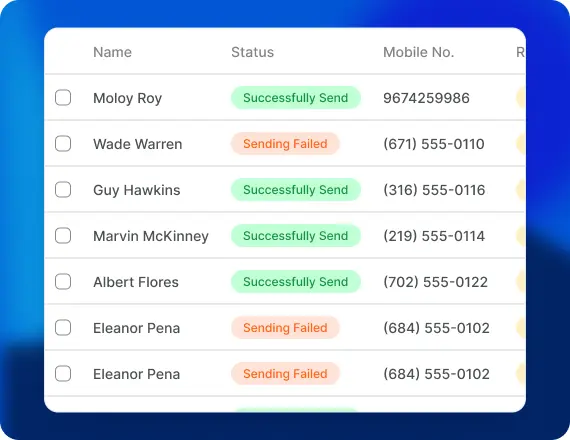 Name Status Mobile No. R
Moloy Roy Successfully Send 9674259986
Wade Warren Sending Failed (671) 555-0110
Guy Hawkins Successfully Send (316) 555-0116
Marvin McKinney Successfully Send (219) 555-0114
Albert Flores Successfully Send (702) 555-0122
Eleanor Pena Sending Failed (684) 555-0102
Eleanor Pena Sending Failed (684) 555-0102